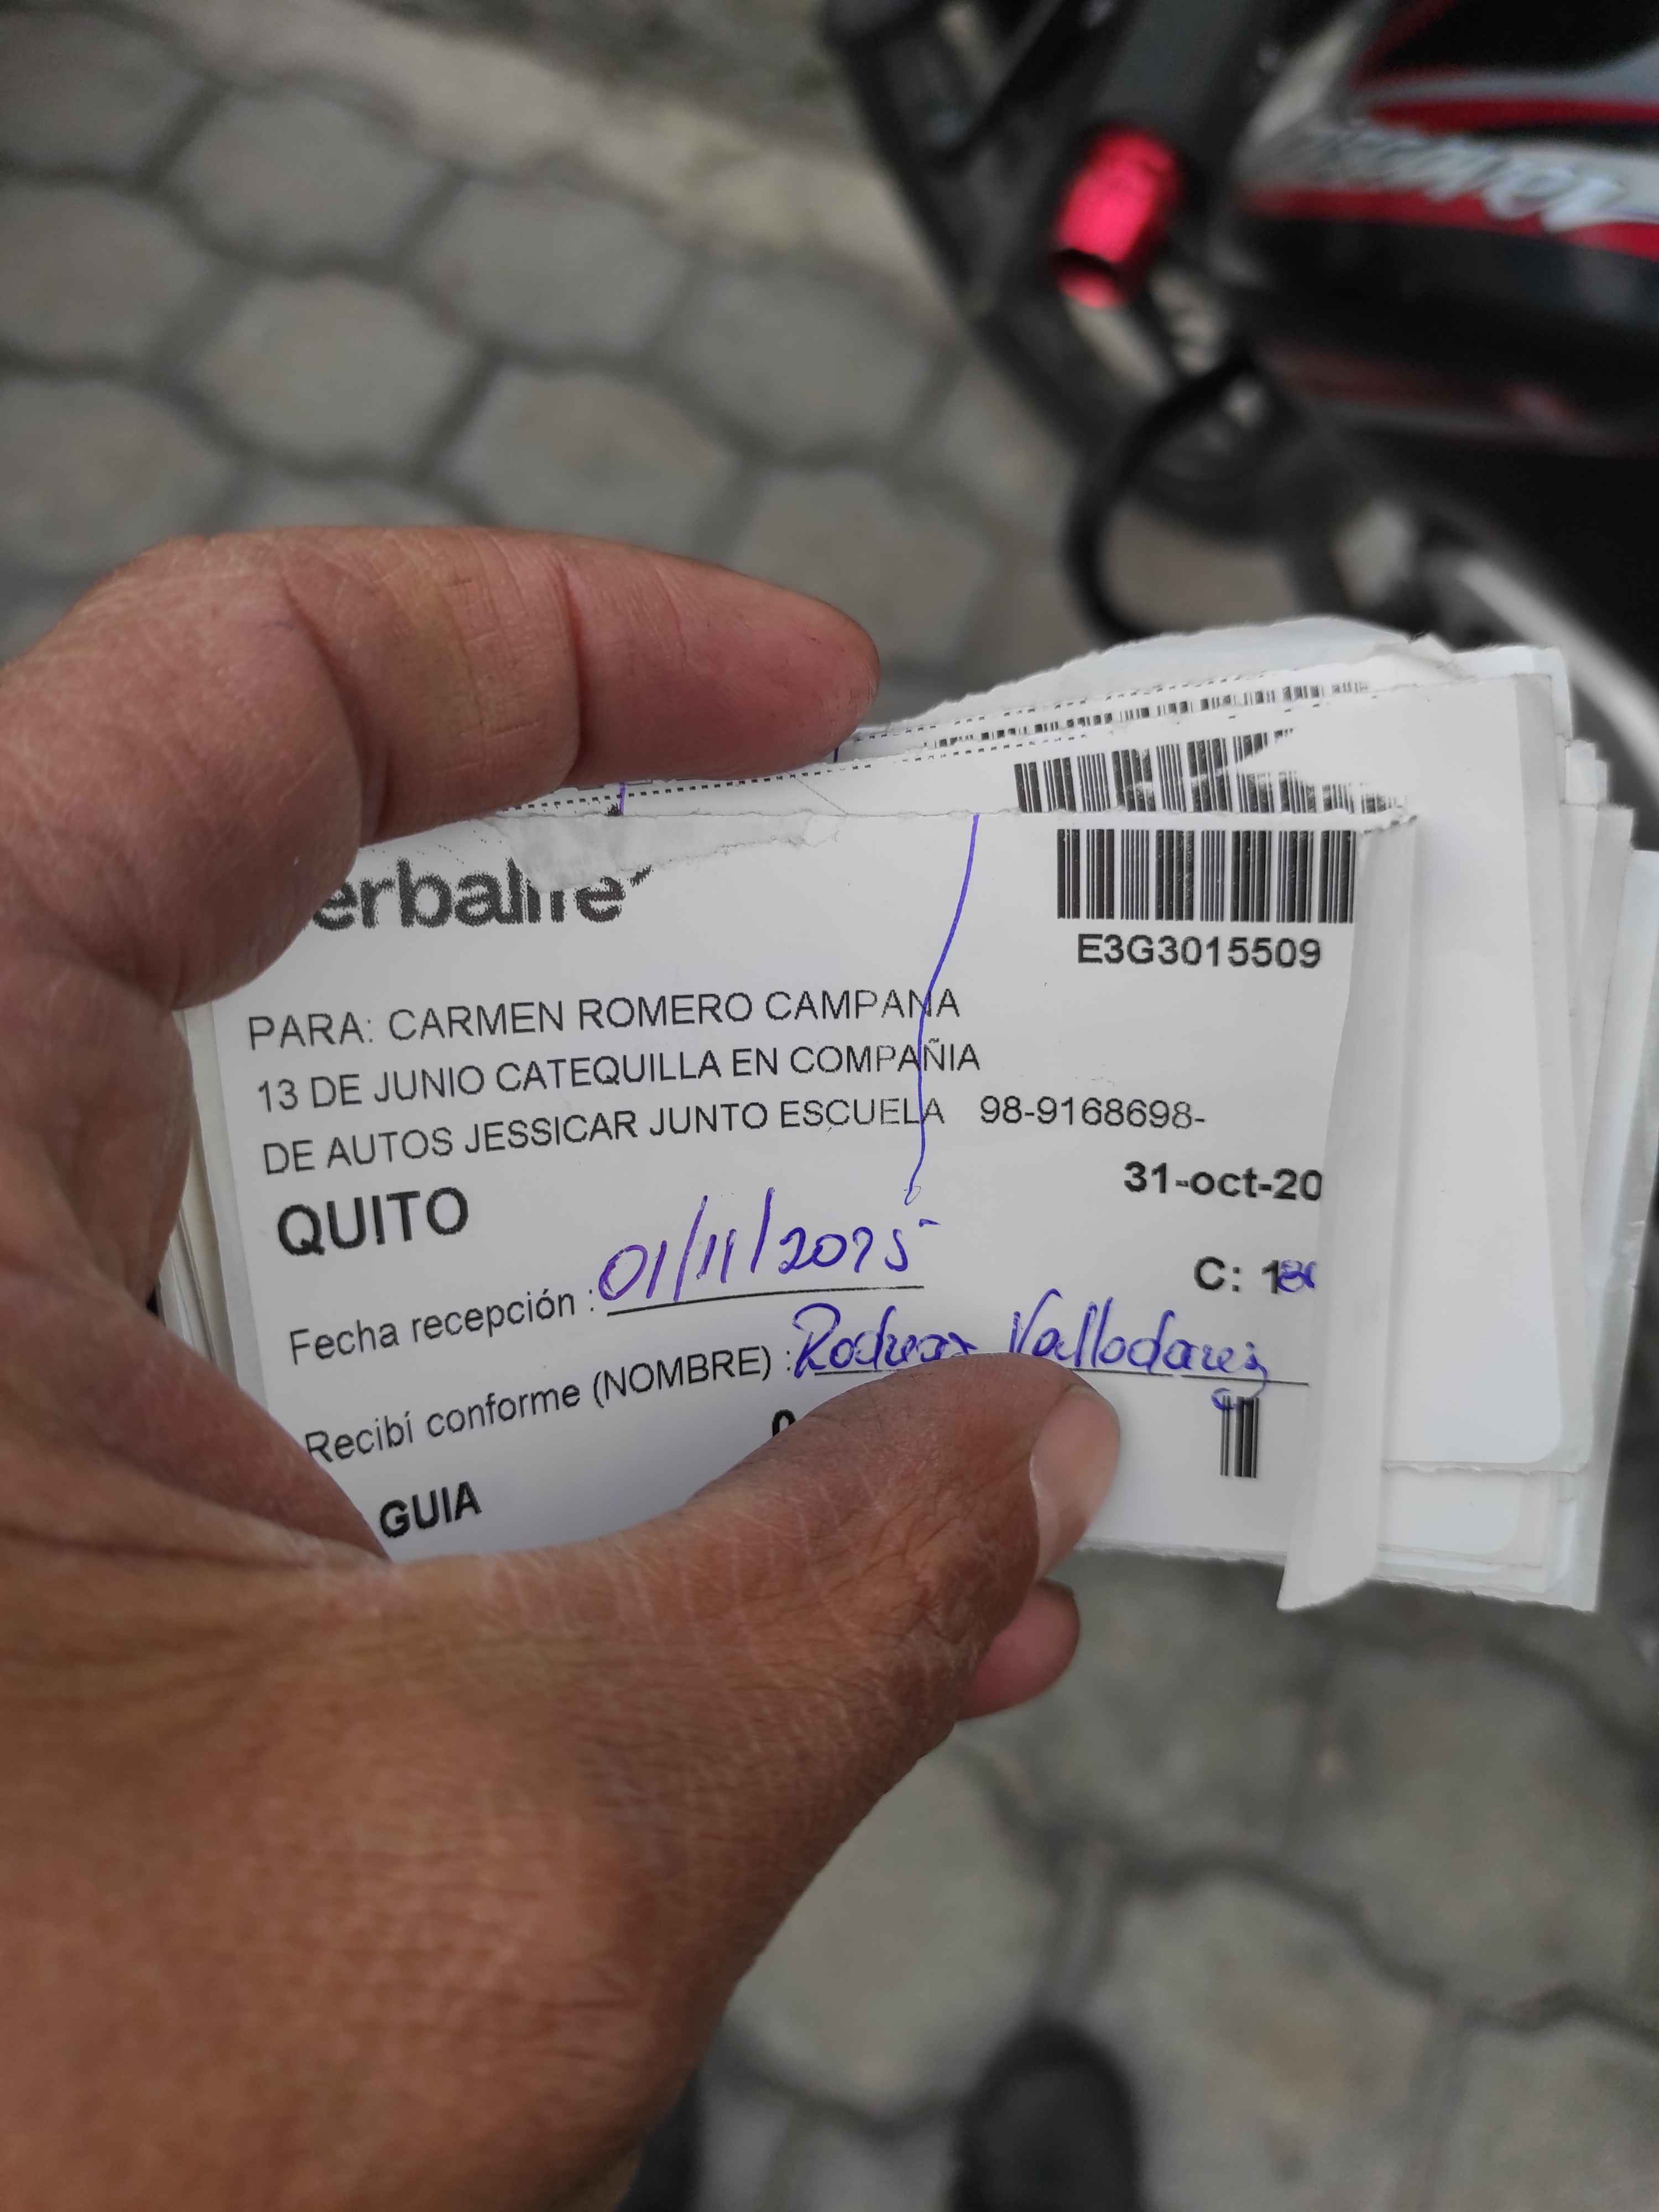 erbalife
E3G3015509
PARA: CARMEN ROMERO CAMPANA
13 DE JUNIO CATEQUILLA EN COMPAÑIA
DE AUTOS JESSICAR JUNTO ESCUELA 98-9168698-
31-oct-20
QUITO
C: 1
Fecha recepción : 01/11/2025
Recibí conforme (NOMBRE) :
GUIA